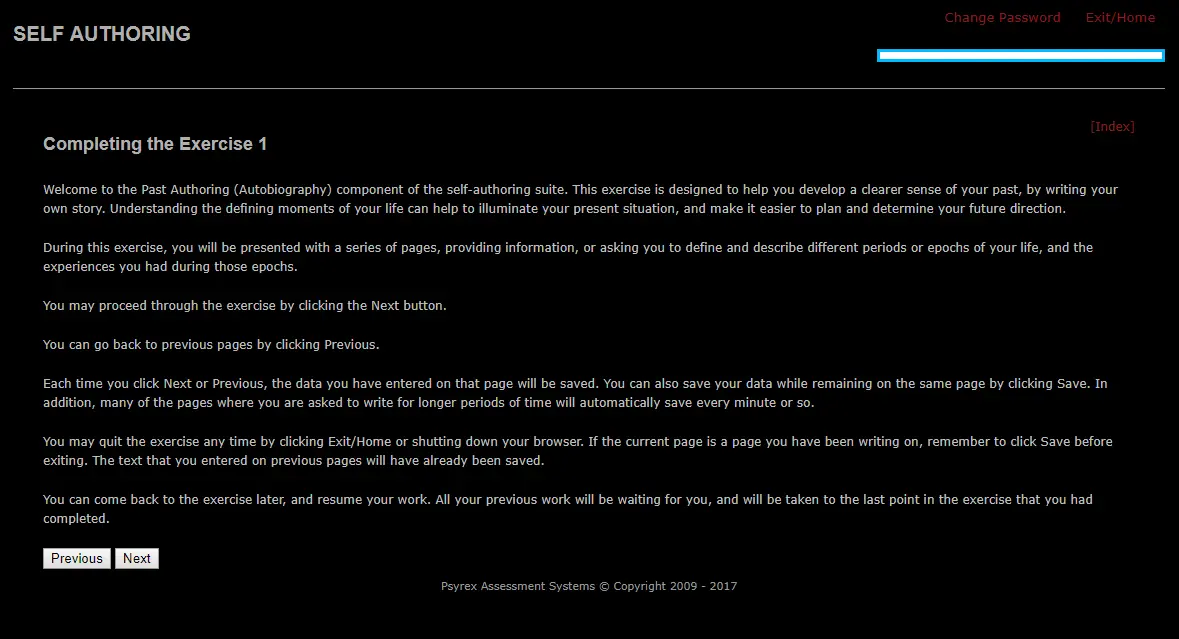 SELF AUTHORING
Change Password Exit/Home
[Index]
Completing the Exercise 1
Welcome to the Past Authoring (Autobiography) component of the self-authoring suite. This exercise is designed to help you develop a clearer sense of your past, by writing your
own story. Understanding the defining moments of your life can help to illuminate your present situation, and make it easier to plan and determine your future direction.
During this exercise, you will be presented with a series of pages, providing information, or asking you to define and describe different periods or epochs of your life, and the
experiences you had during those epochs.
You may proceed through the exercise by clicking the Next button.
You can go back to previous pages by clicking Previous.
Each time you click Next or Previous, the data you have entered on that page will be saved. You can also save your data while remaining on the same page by clicking Save. In
addition, many of the pages where you are asked to write for longer periods of time will automatically save every minute or so.
You may quit the exercise any time by clicking Exit/Home or shutting down your browser. If the current page is a page you have been writing on, remember to click Save before
exiting. The text that you entered on previous pages will have already been saved.
You can come back to the exercise later, and resume your work. All your previous work will be waiting for you, and will be taken to the last point in the exercise that you had
completed.
Previous Next
Psyrex Assessment Systems © Copyright 2009 - 2017